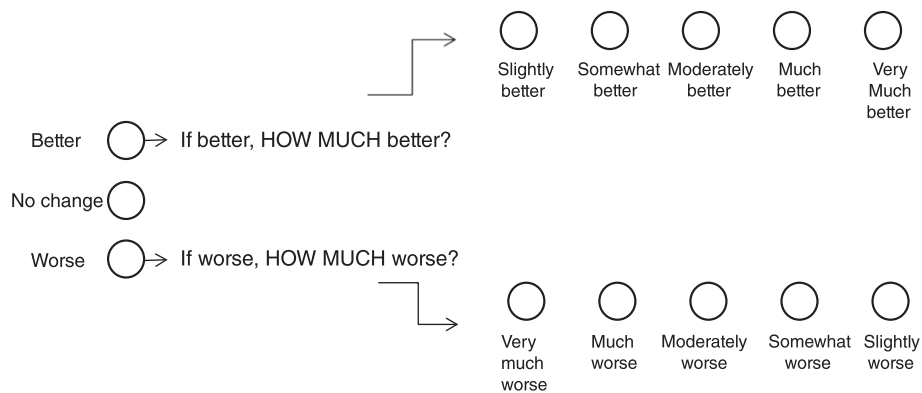 Slightly better
Somewhat better
Moderately better
Much better
Very Much better
Better
If better, HOW MUCH better?
No change
Worse
If worse, HOW MUCH worse?
Very much worse
Much worse
Moderately worse
Somewhat worse
Slightly worse